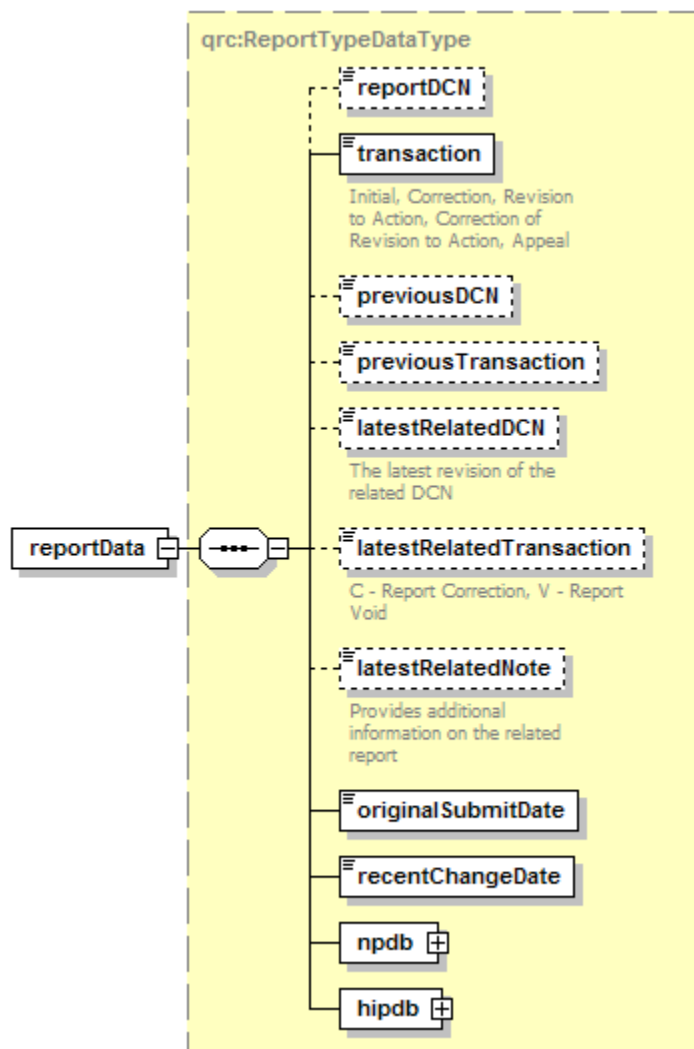 qrc:ReportTypeDataType
reportDCN
transaction
Initial, Correction, Revision
to Action, Correction of
Revision to Action, Appeal
previousDCN
previousTransaction
latestRelatedDCN
The latest revision of the
related DCN
reportData
latestRelatedTransaction
C - Report Correction, V - Report
Void
latestRelatedNote
Provides additional
information on the related
report
originalSubmitDate
recentChangeDate
npdb
hipdb